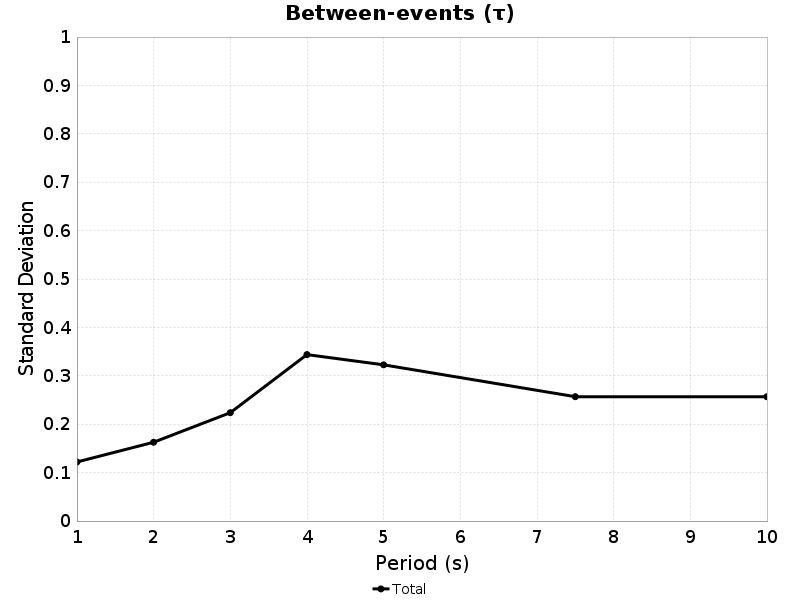 Between-events (τ)
1
0.9
0.8
0.7
0.6
0.5
0.4
0.3
0.2
0.1
0
Standard Deviation
1 2 3 4 5 6 7 8 9 10
Period (s)
Total